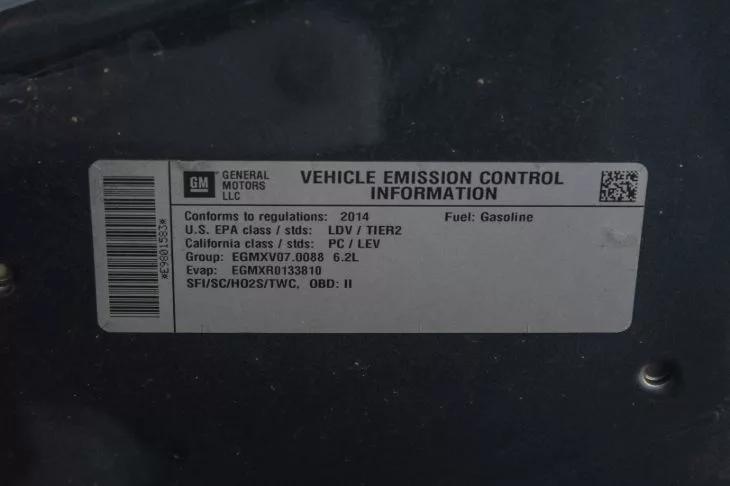 GM GENERAL MOTORS LLC
VEHICLE EMISSION CONTROL
INFORMATION
Conforms to regulations: 2014 Fuel: Gasoline
U.S. EPA class / stds: LDV / TIER2
California class / stds: PC / LEV
Group: EGMXV07.0088 6.2L
Evap: EGMXR0133810
SFI/SC/HO2S/TWC, OBD: II
*E9801583*